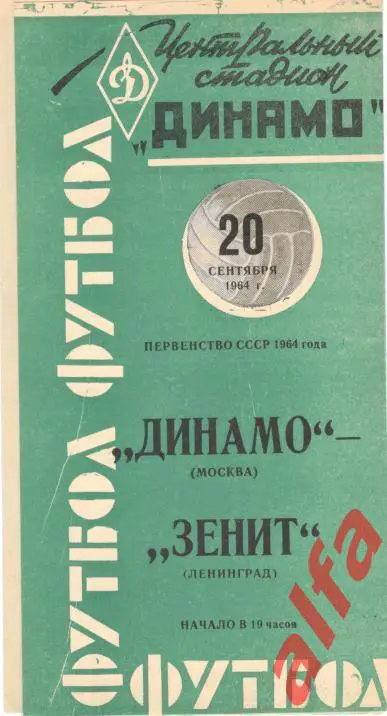 Центральный
стадион
"ДИНАМО"
Д
20
СЕНТЯБРЯ
1964 г.
ПЕРВЕНСТВО СССР 1964 года
„ДИНАМО“—
(МОСКВА)
„ЗЕНИТ“
(ЛЕНИНГРАД)
НАЧАЛО В 19 часов
ФУТБОЛ ФУТБОЛ
ФУТБОЛ
alfa